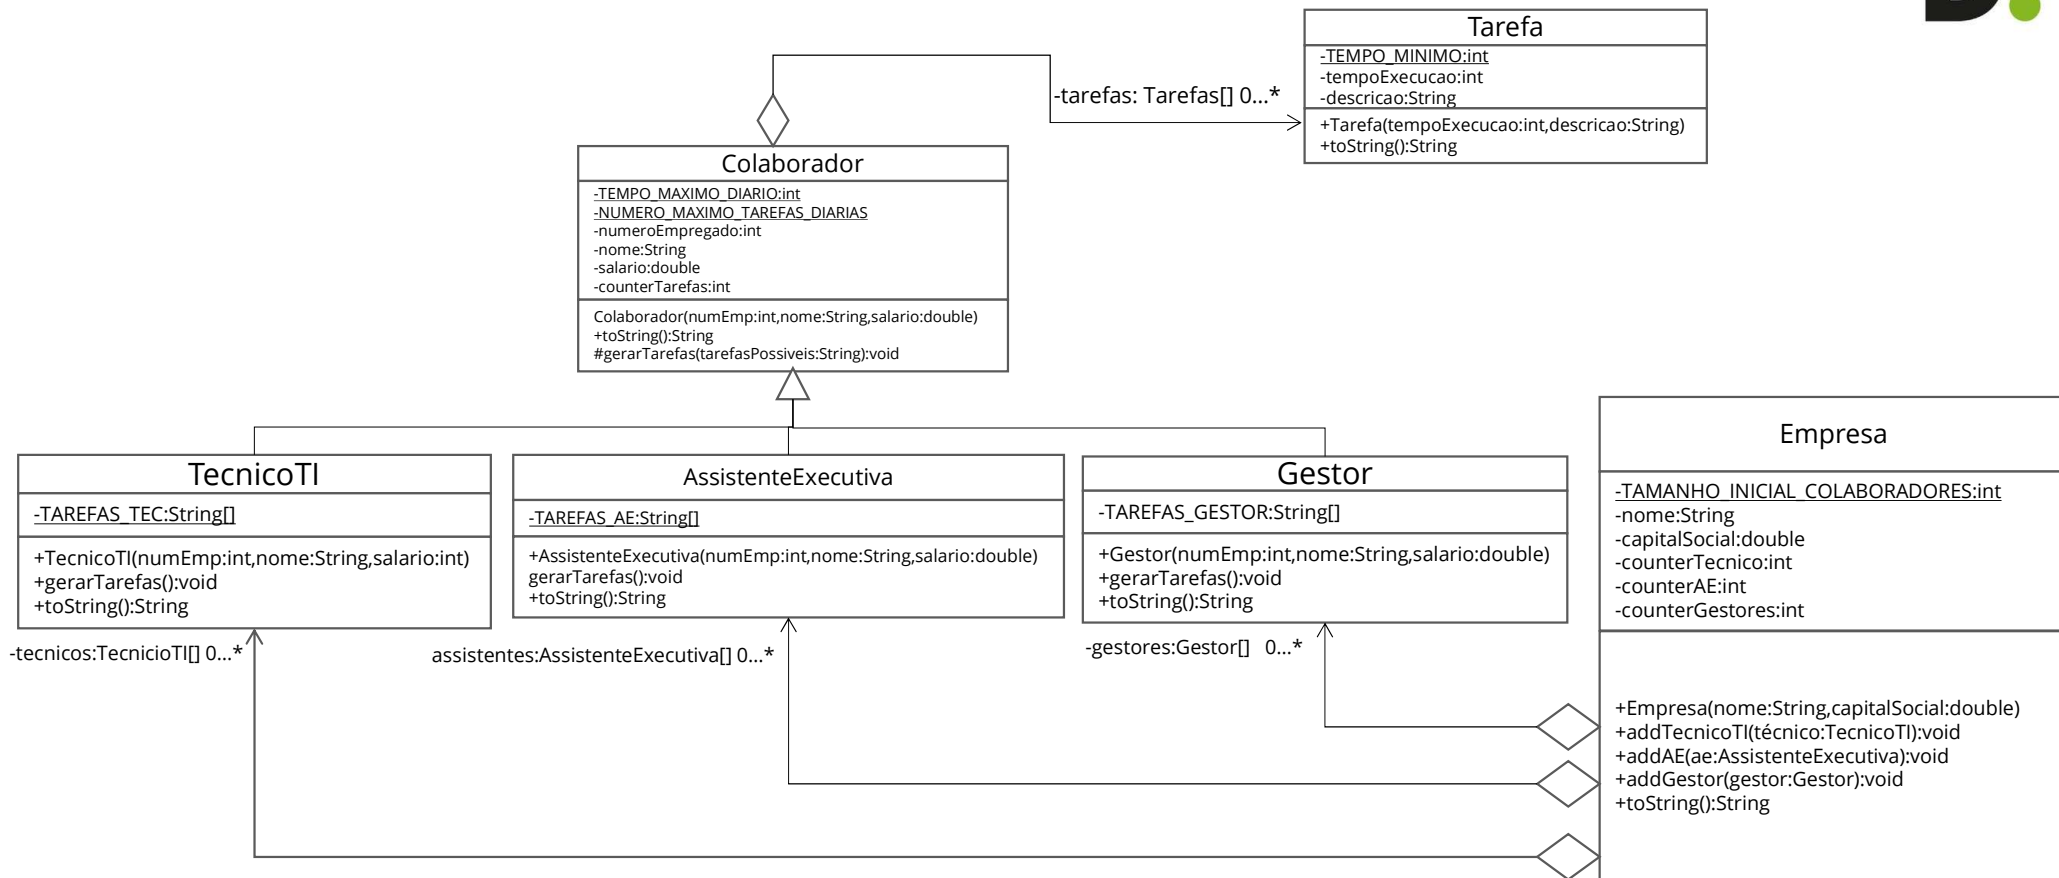 Tarefa
-TEMPO_MINIMO:int
-tempoExecucao:int
-descricao:String
+Tarefa(tempoExecucao:int,descricao:String)
+toString():String
-tarefas: Tarefas[] 0...*
Colaborador
-TEMPO_MAXIMO_DIARIO:int
-NUMERO_MAXIMO_TAREFAS_DIARIAS
-numeroEmpregado:int
-nome:String
-salario:double
-counterTarefas:int
Colaborador(numEmp:int,nome:String,salario:double)
+toString():String
#gerarTarefas(tarefasPossiveis:String):void
TecnicoTI
-TAREFAS_TEC:String[]
+TecnicoTI(numEmp:int,nome:String,salario:int)
+gerarTarefas():void
+toString():String
-tecnicos:TecnicioTI[] 0...*
AssistenteExecutiva
-TAREFAS_AE:String[]
+AssistenteExecutiva(numEmp:int,nome:String,salario:double)
gerarTarefas():void
+toString():String
assistentes:AssistenteExecutiva[] 0...*
Gestor
-TAREFAS_GESTOR:String[]
+Gestor(numEmp:int,nome:String,salario:double)
+gerarTarefas():void
+toString():String
-gestores:Gestor[] 0...*
Empresa
-TAMANHO_INICIAL_COLABORADORES:int
-nome:String
-capitalSocial:double
-counterTecnico:int
-counterAE:int
-counterGestores:int
+Empresa(nome:String,capitalSocial:double)
+addTecnicoTI(técnico:TecnicoTI):void
+addAE(ae:AssistenteExecutiva):void
+addGestor(gestor:Gestor):void
+toString():String